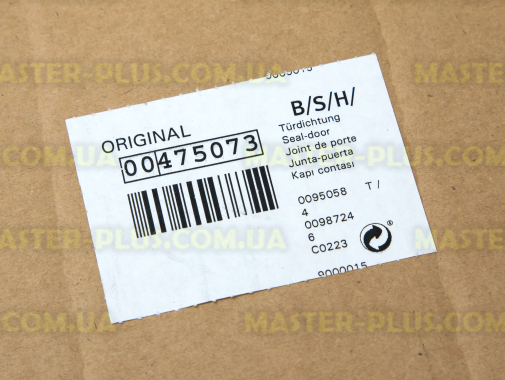 MASTER-PLUS.COM.UA
ORIGINAL
00475073
B/S/H/
Türdichtung
Seal-door
Joint de porte
Junta-puerta
Kapı contası
0095058 T /
4
0098724
6
C0223
9000015